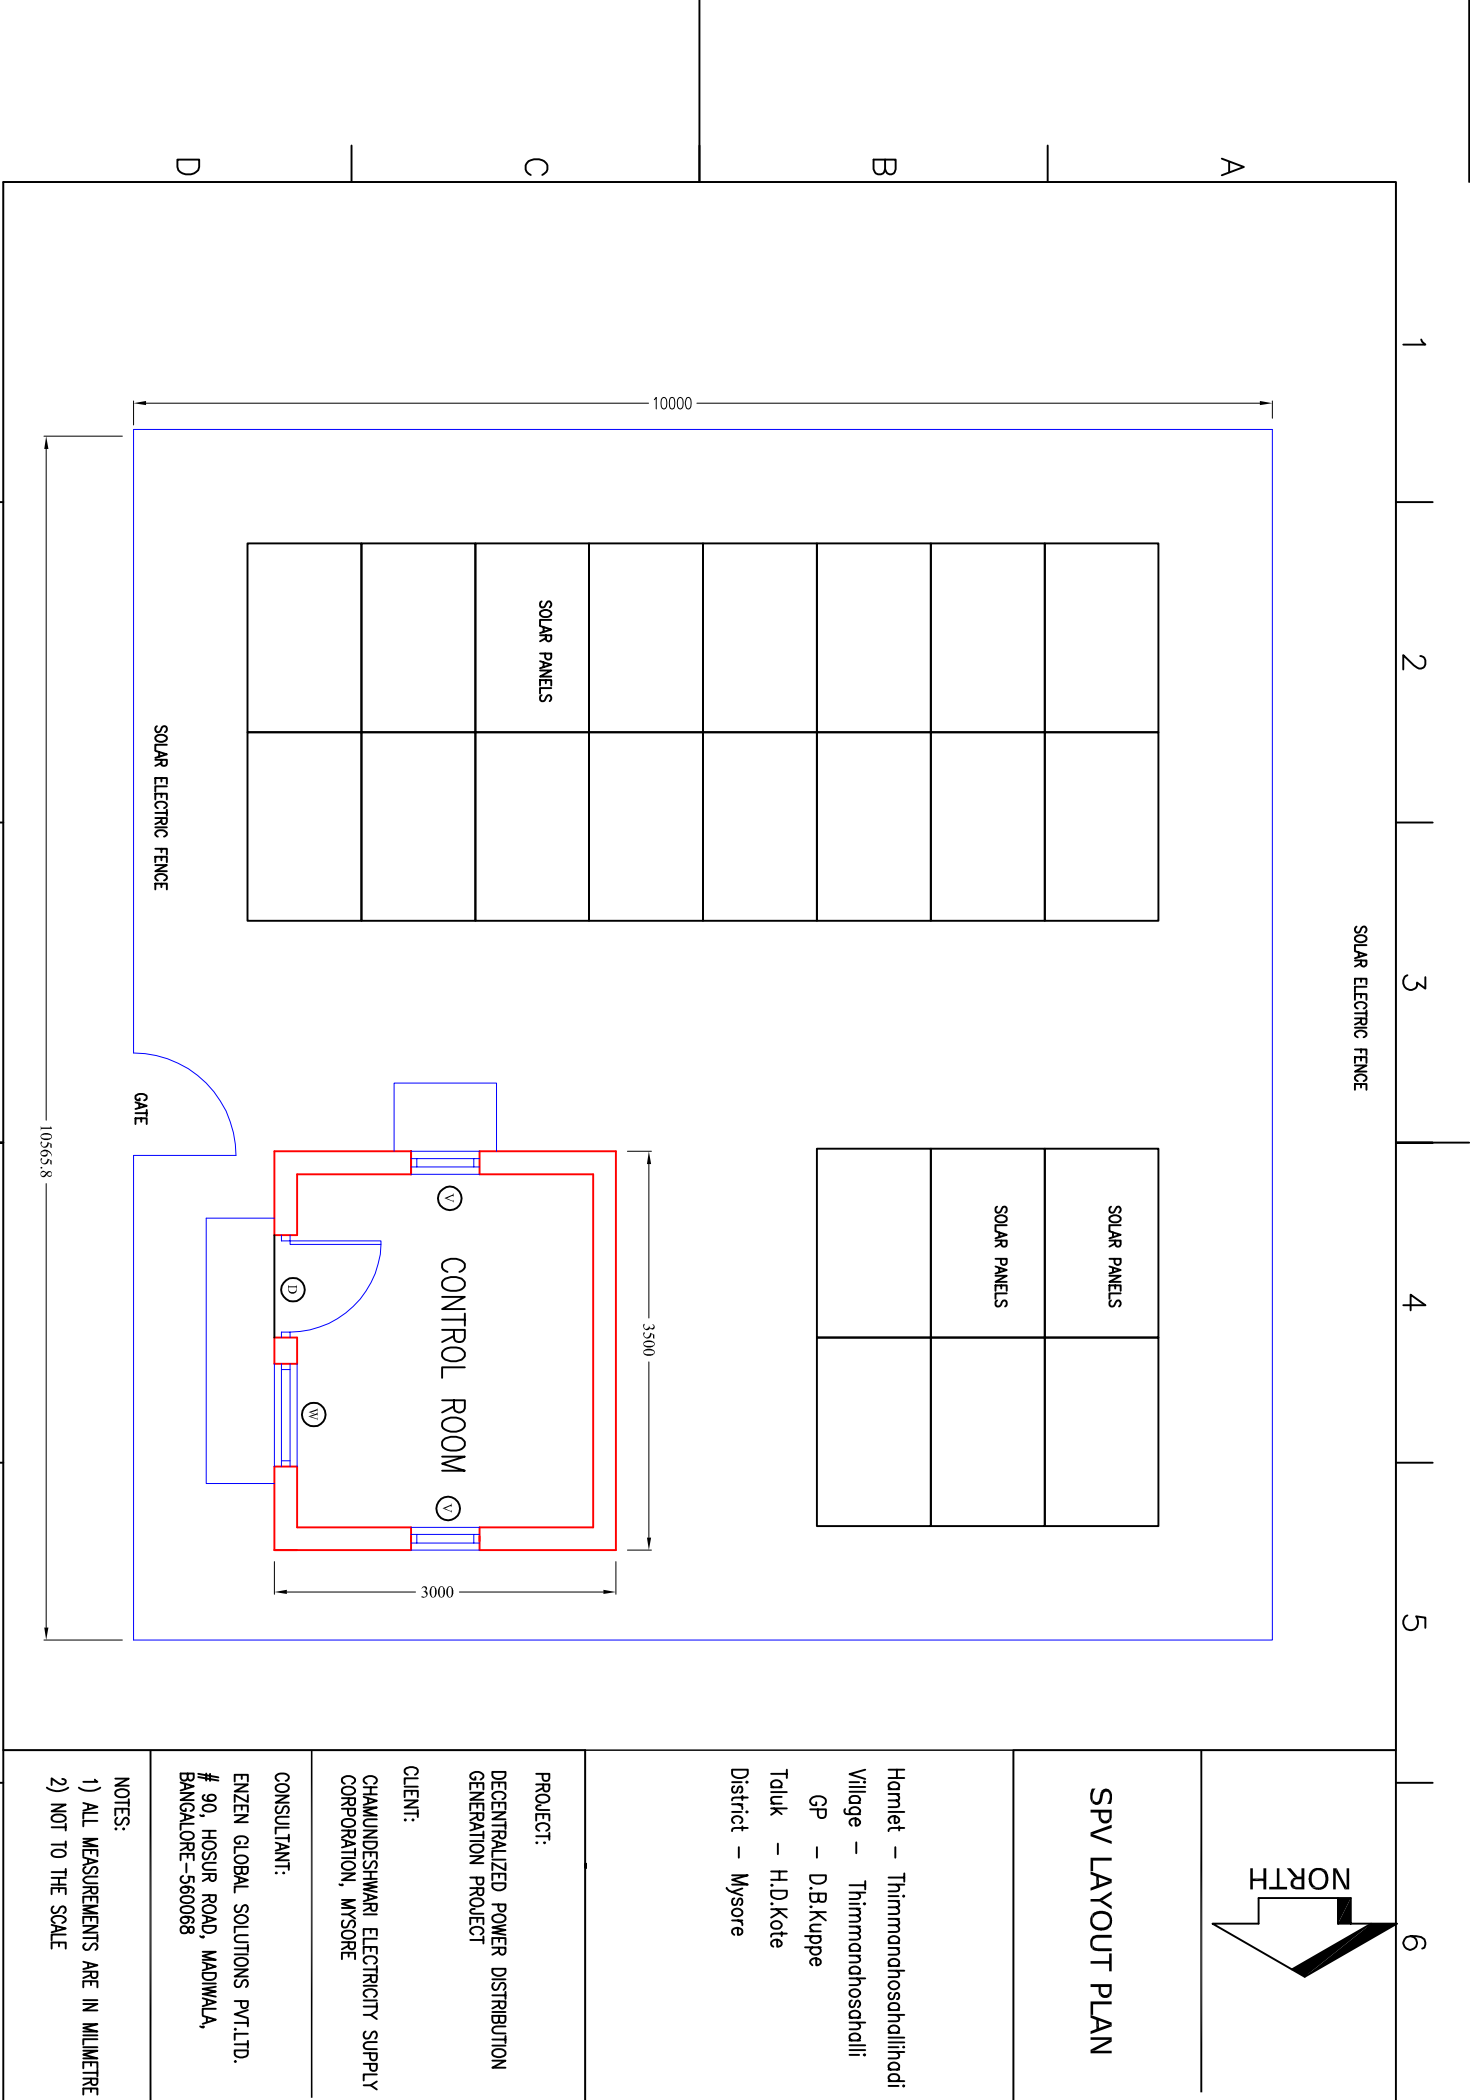 1
2
3
4
5
6
A
B
C
D
SOLAR ELECTRIC FENCE
10000
SOLAR PANELS
SOLAR PANELS
SOLAR PANELS
3500
CONTROL ROOM
V
V
D
W
3000
SOLAR ELECTRIC FENCE
GATE
10565.8
NORTH
SPV LAYOUT PLAN
Hamlet - Thimmanahosahallihadi
Village - Thimmanahosahalli
GP - D.B.Kuppe
Taluk - H.D.Kote
District - Mysore
PROJECT:
DECENTRALIZED POWER DISTRIBUTION
GENERATION PROJECT
CLIENT:
CHAMUNDESHWARI ELECTRICITY SUPPLY
CORPORATION, MYSORE
CONSULTANT:
ENZEN GLOBAL SOLUTIONS PVT.LTD.
# 90, HOSUR ROAD, MADIWALA,
BANGALORE-560068
NOTES:
1) ALL MEASUREMENTS ARE IN MILIMETRE
2) NOT TO THE SCALE